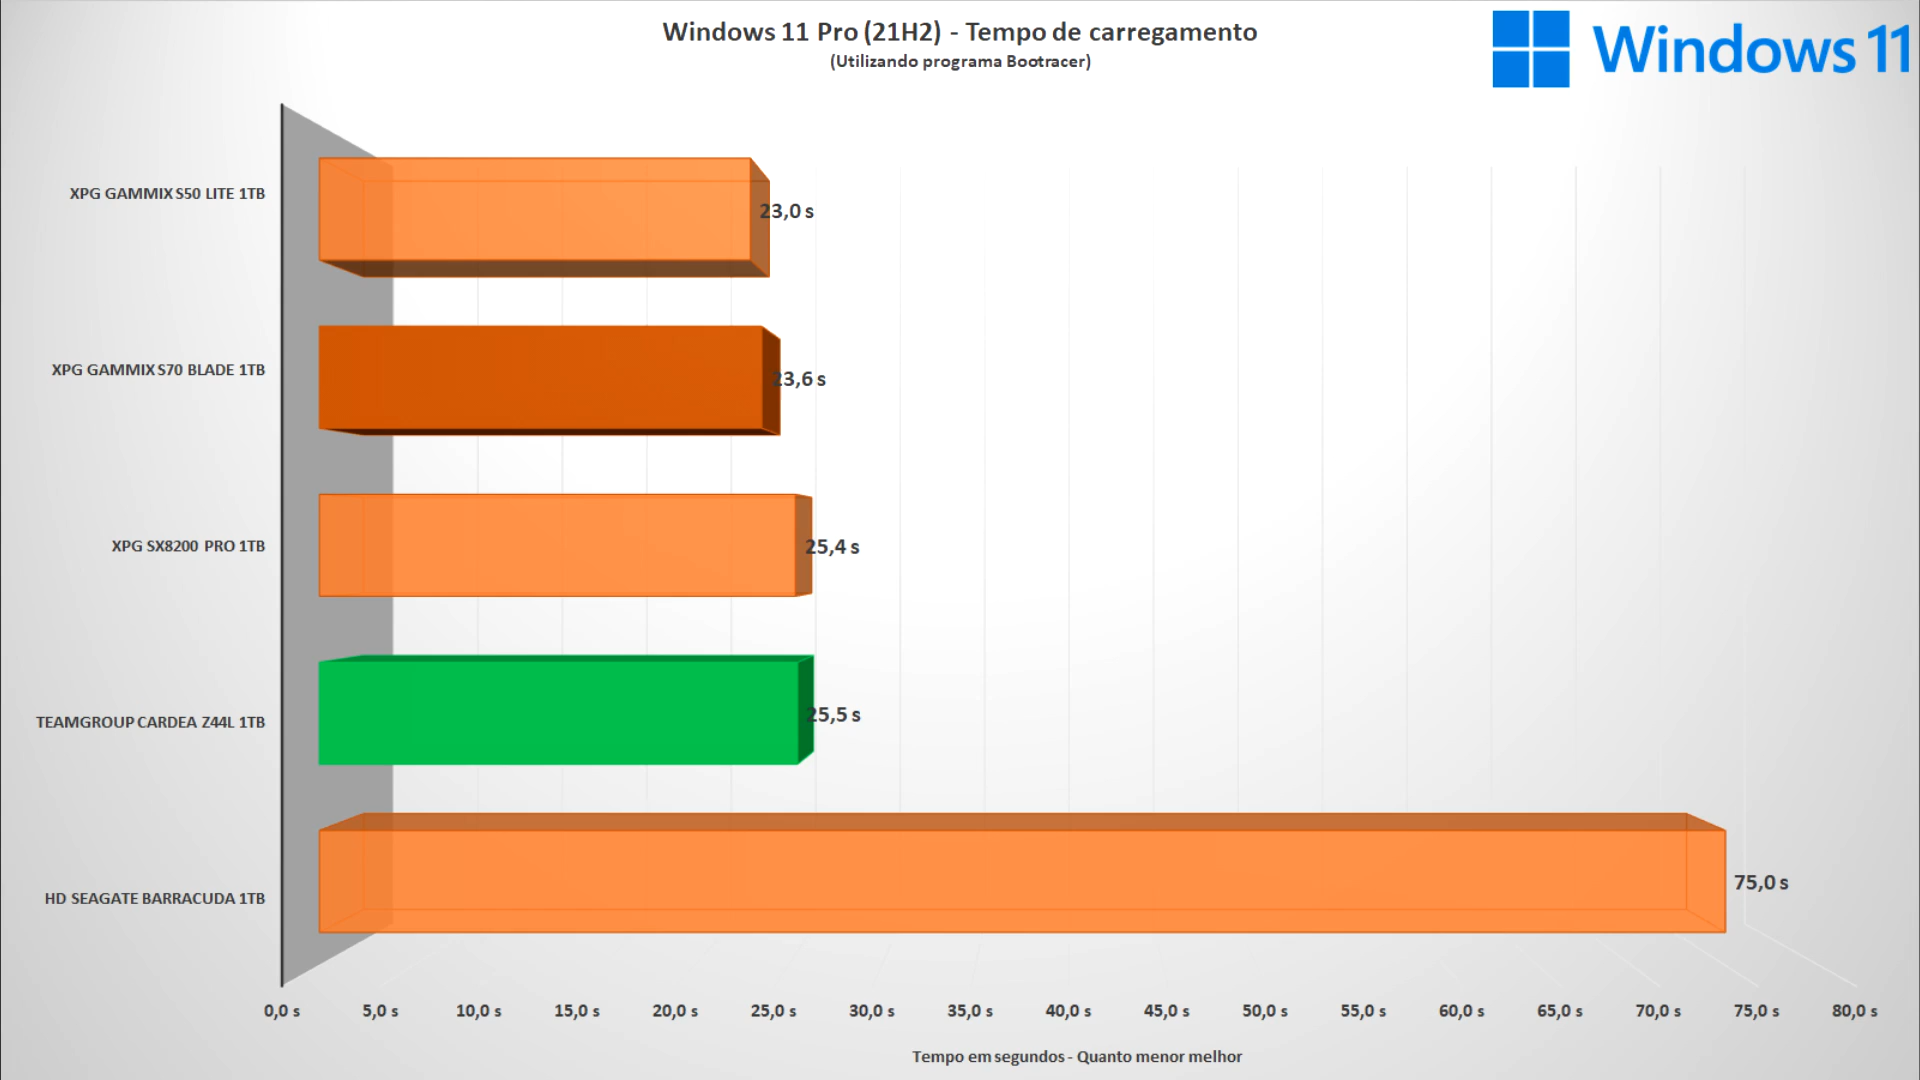 Windows 11 Pro (21H2) - Tempo de carregamento
(Utilizando programa Bootracer)
Windows 11
XPG GAMMIX S50 LITE 1TB
23,0 s
XPG GAMMIX S70 BLADE 1TB
23,6 s
XPG SX8200 PRO 1TB
25,4 s
TEAMGROUP CARDEA Z44L 1TB
25,5 s
HD SEAGATE BARRACUDA 1TB
75,0 s
0,0 s 5,0 s 10,0 s 15,0 s 20,0 s 25,0 s 30,0 s 35,0 s 40,0 s 45,0 s 50,0 s 55,0 s 60,0 s 65,0 s 70,0 s 75,0 s 80,0 s
Tempo em segundos - Quanto menor melhor